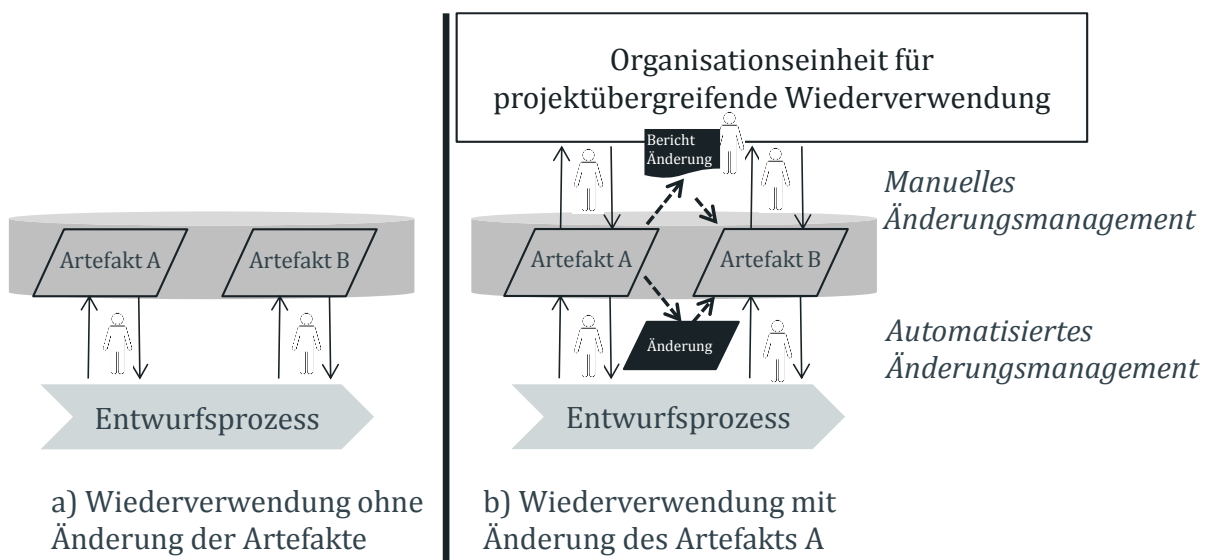 Artefakt A
Artefakt B
Entwurfsprozess
a) Wiederverwendung ohne
Änderung der Artefakte
Organisationseinheit für
projektübergreifende Wiederverwendung
Bericht
Änderung
Manuelles
Änderungsmanagement
Artefakt A
Artefakt B
Änderung
Automatisiertes
Änderungsmanagement
Entwurfsprozess
b) Wiederverwendung mit
Änderung des Artefakts A